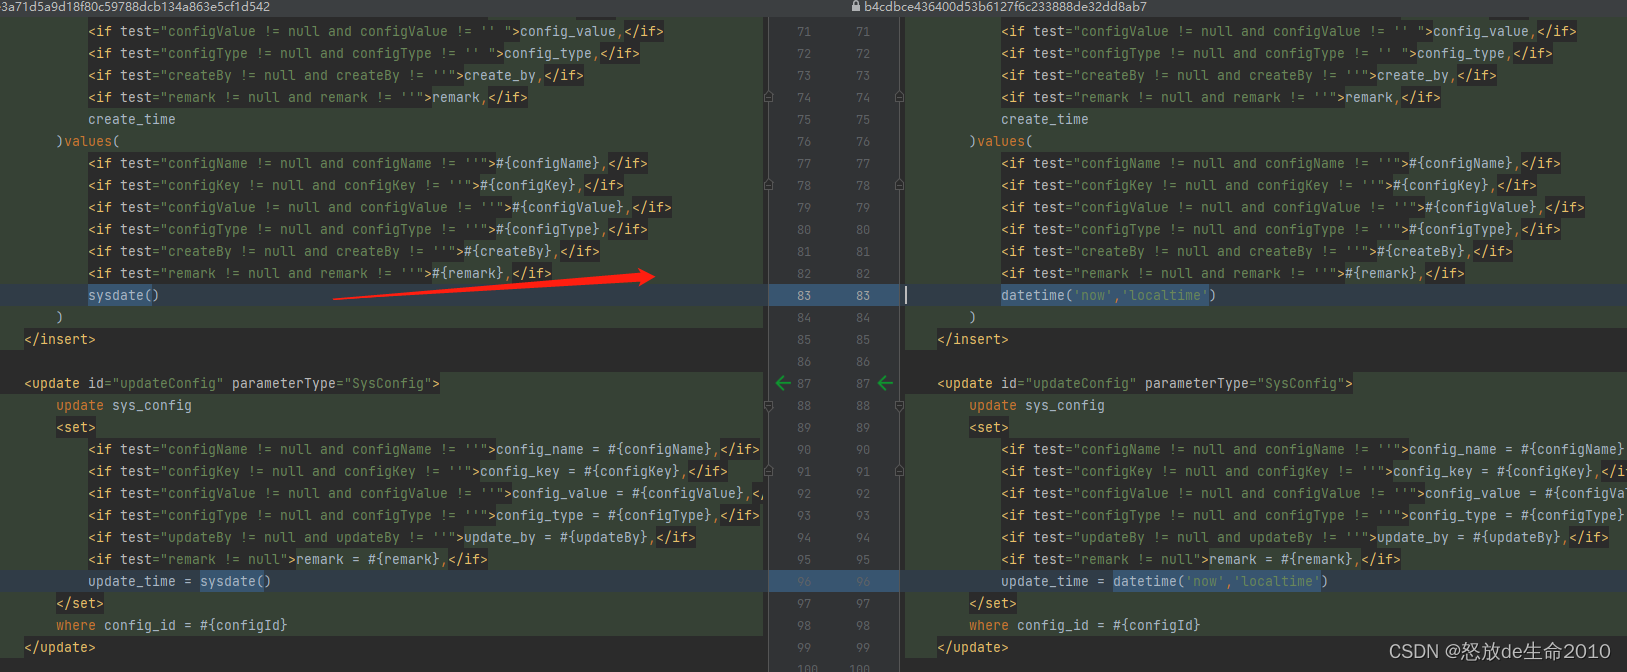 3a71d5a9d18f80c59788dcb134a863e5cf1d542
<if test="configValue != null and configValue != '' ">config_value,</if>
<if test="configType != null and configType != '' ">config_type,</if>
<if test="createBy != null and createBy != ''">create_by,</if>
<if test="remark != null and remark != ''">remark,</if>
create_time
)values(
<if test="configName != null and configName != ''">#{configName},</if>
<if test="configKey != null and configKey != ''">#{configKey},</if>
<if test="configValue != null and configValue != ''">#{configValue},</if>
<if test="configType != null and configType != ''">#{configType},</if>
<if test="createBy != null and createBy != ''">#{createBy},</if>
<if test="remark != null and remark != ''">#{remark},</if>
sysdate()
)
</insert>
<update id="updateConfig" parameterType="SysConfig">
update sys_config
<set>
<if test="configName != null and configName != ''">config_name = #{configName},</if>
<if test="configKey != null and configKey != ''">config_key = #{configKey},</if>
<if test="configValue != null and configValue != ''">config_value = #{configValue},</
<if test="configType != null and configType != ''">config_type = #{configType},</if>
<if test="updateBy != null and updateBy != ''">update_by = #{updateBy},</if>
<if test="remark != null">remark = #{remark},</if>
update_time = sysdate()
</set>
where config_id = #{configId}
</update>
71 71
72 72
73 73
74 74
75 75
76 76
77 77
78 78
79 79
80 80
81 81
82 82
83 83
84 84
85 85
86 86
87 87
88 88
89 89
90 90
91 91
92 92
93 93
94 94
95 95
96 96
97 97
98 98
99 99
100 100
b4cdbce436400d53b6127f6c233888de32dd8ab7
<if test="configValue != null and configValue != '' ">config_value,</if>
<if test="configType != null and configType != '' ">config_type,</if>
<if test="createBy != null and createBy != ''">create_by,</if>
<if test="remark != null and remark != ''">remark,</if>
create_time
)values(
<if test="configName != null and configName != ''">#{configName},</if>
<if test="configKey != null and configKey != ''">#{configKey},</if>
<if test="configValue != null and configValue != ''">#{configValue},</if>
<if test="configType != null and configType != ''">#{configType},</if>
<if test="createBy != null and createBy != ''">#{createBy},</if>
<if test="remark != null and remark != ''">#{remark},</if>
datetime('now','localtime')
)
</insert>
<update id="updateConfig" parameterType="SysConfig">
update sys_config
<set>
<if test="configName != null and configName != ''">config_name = #{configName}
<if test="configKey != null and configKey != ''">config_key = #{configKey},</i
<if test="configValue != null and configValue != ''">config_value = #{configVa
<if test="configType != null and configType != ''">config_type = #{configType}
<if test="updateBy != null and updateBy != ''">update_by = #{updateBy},</if>
<if test="remark != null">remark = #{remark},</if>
update_time = datetime('now','localtime')
</set>
where config_id = #{configId}
</update>
CSDN @怒放de生命2010